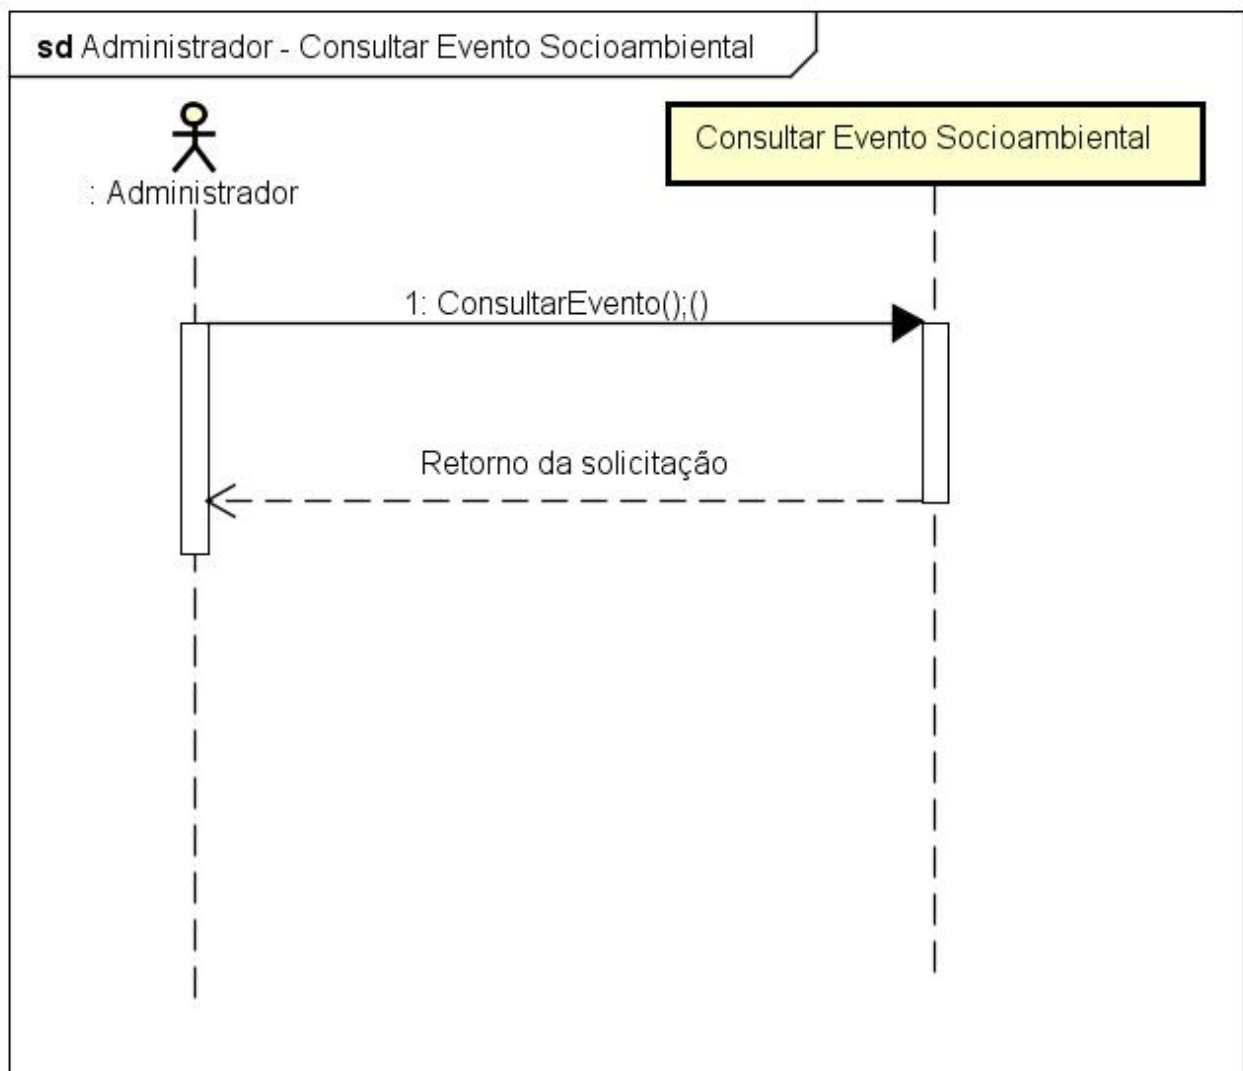 sd Administrador - Consultar Evento Socioambiental
Consultar Evento Socioambiental
: Administrador
1: ConsultarEvento();()
Retorno da solicitação